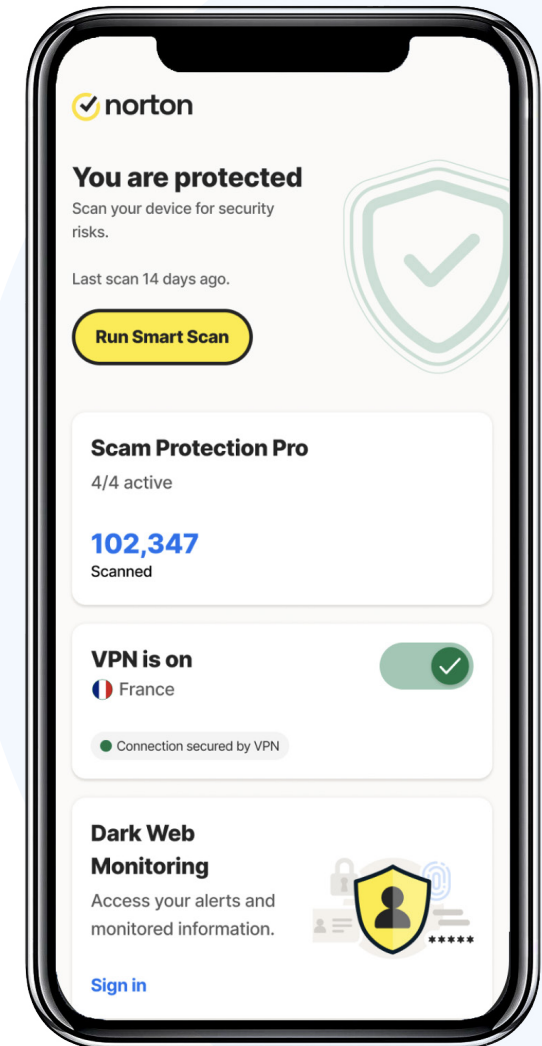 norton
You are protected
Scan your device for security
risks.
Last scan 14 days ago.
Run Smart Scan
Scam Protection Pro
4/4 active
102,347
Scanned
VPN is on
France
Connection secured by VPN
Dark Web
Monitoring
Access your alerts and
monitored information.
*****
Sign in